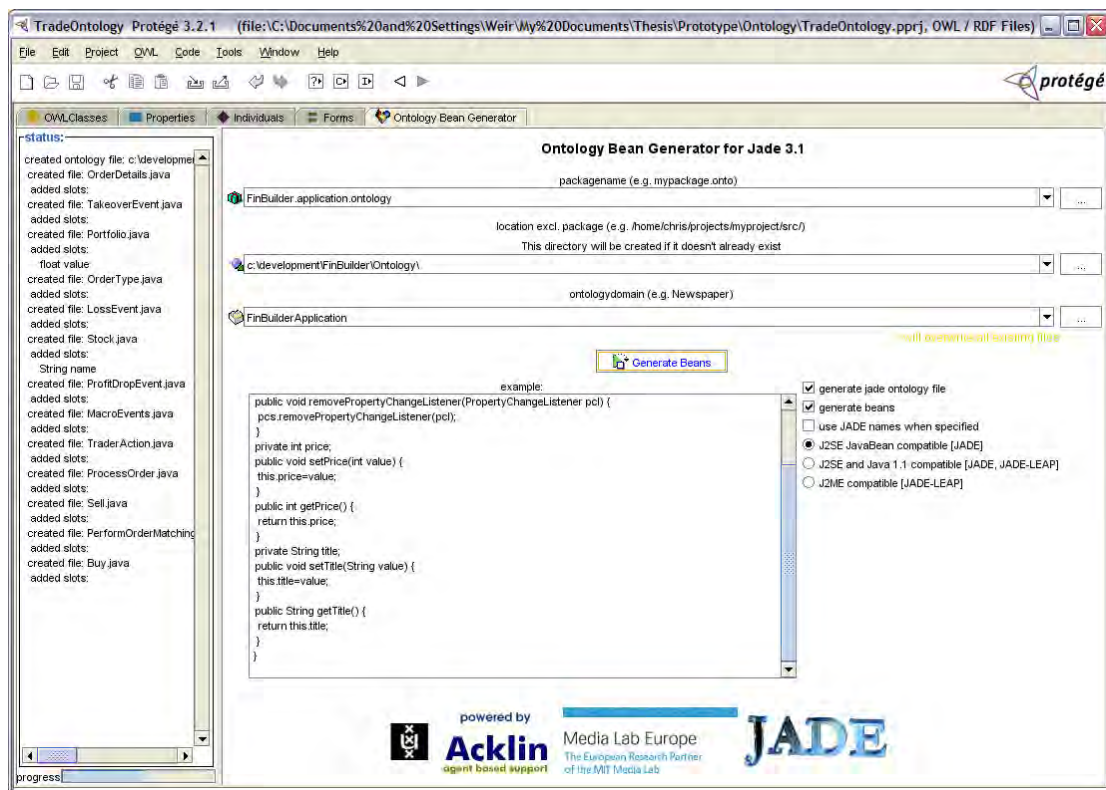 TradeOntology Protégé 3.2.1 (file:\C:\Documents%20and%20Settings\Weir\My%20Documents\Thesis\Prototype\Ontology\TradeOntology.pprj, OWL / RDF Files)
File Edit Project OWL Code Tools Window Help
protégé
OWLClasses Properties Individuals Forms Ontology Bean Generator
status:
created ontology file: c:\developme
created file: OrderDetails.java
added slots:
created file: TakeoverEvent.java
added slots:
created file: Portfolio.java
added slots:
float value
created file: OrderType.java
added slots:
created file: LossEvent.java
added slots:
created file: Stock.java
added slots:
String name
created file: ProfitDropEvent.java
added slots:
created file: MacroEvents.java
added slots:
created file: TraderAction.java
added slots:
created file: ProcessOrder.java
added slots:
created file: Sell.java
added slots:
created file: PerformOrderMatching
added slots:
created file: Buy.java
added slots:
progress
Ontology Bean Generator for Jade 3.1
packagename (e.g. mypackage.onto)
FinBuilder.application.ontology
...
location excl. package (e.g. /home/chris/projects/myproject/src/)
This directory will be created if it doesn't already exist
c:\development\FinBuilder\Ontology\
...
ontologydomain (e.g. Newspaper)
FinBuilderApplication
...
Generate Beans
example:
public void removePropertyChangeListener(PropertyChangeListener pcl) {
pcs.removePropertyChangeListener(pcl);
}
private int price;
public void setPrice(int value) {
this.price=value;
}
public int getPrice() {
return this.price;
}
private String title;
public void setTitle(String value) {
this.title=value;
}
public String getTitle() {
return this.title;
}
}
generate jade ontology file
generate beans
use JADE names when specified
J2SE JavaBean compatible [JADE]
J2SE and Java 1.1 compatible [JADE, JADE-LEAP]
J2ME compatible [JADE-LEAP]
powered by
Acklin
agent based support
Media Lab Europe
The European Research Partner
of the MIT Media Lab
JADE